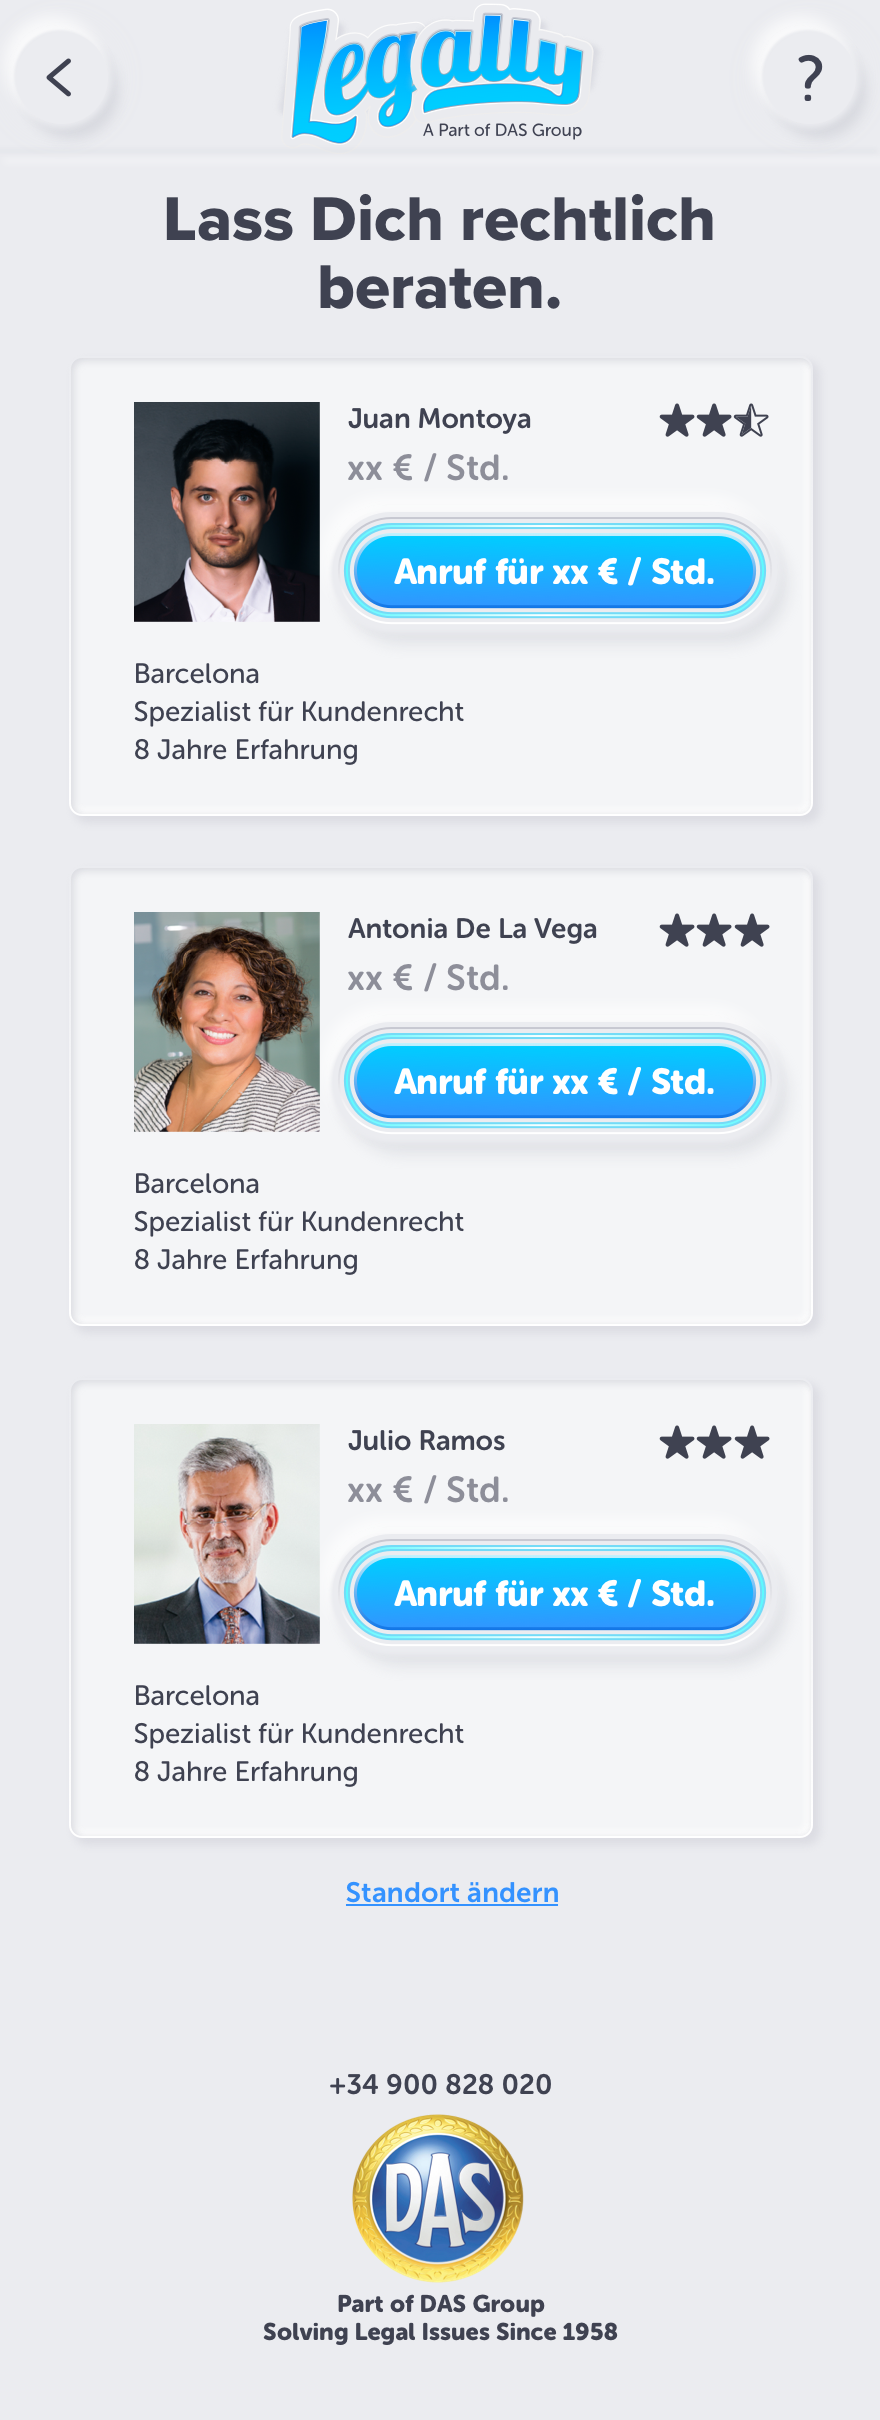 Legally
A Part of DAS Group
?
Lass Dich rechtlich
beraten.
Juan Montoya
xx € / Std.
Anruf für xx € / Std.
Barcelona
Spezialist für Kundenrecht
8 Jahre Erfahrung
Antonia De La Vega
xx € / Std.
Anruf für xx € / Std.
Barcelona
Spezialist für Kundenrecht
8 Jahre Erfahrung
Julio Ramos
xx € / Std.
Anruf für xx € / Std.
Barcelona
Spezialist für Kundenrecht
8 Jahre Erfahrung
Standort ändern
+34 900 828 020
DAS
Part of DAS Group
Solving Legal Issues Since 1958